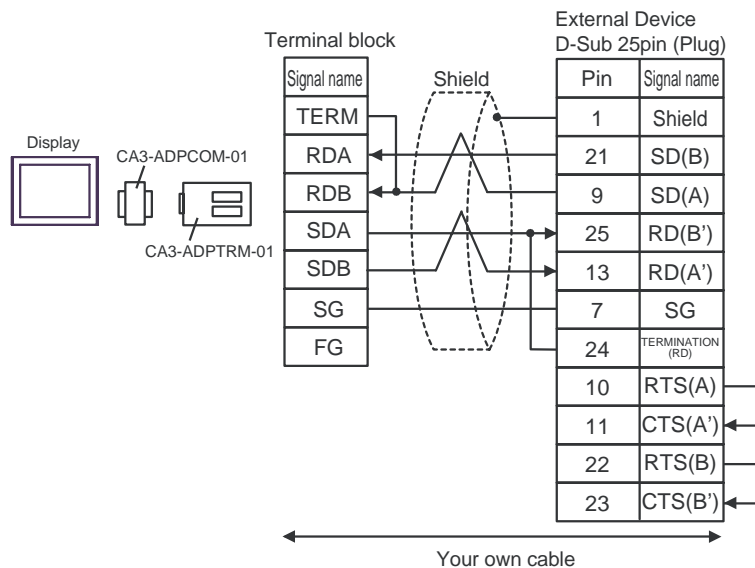 External Device
D-Sub 25pin (Plug)
Terminal block
Signal name
TERM
RDA
RDB
SDA
SDB
SG
FG
Shield
Display
CA3-ADPCOM-01
CA3-ADPTRM-01
Pin Signal name
1 Shield
21 SD(B)
9 SD(A)
25 RD(B’)
13 RD(A’)
7 SG
24 TERMINATION
(RD)
10 RTS(A)
11 CTS(A’)
22 RTS(B)
23 CTS(B’)
Your own cable